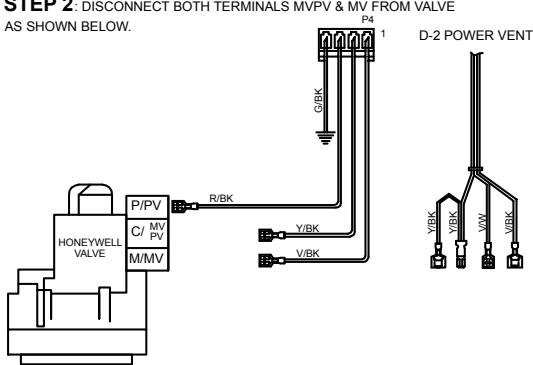 STEP 2: DISCONNECT BOTH TERMINALS MVPV & MV FROM VALVE
AS SHOWN BELOW.
P4
1
D-2 POWER VENT
G/BK
R/BK
Y/BK
V/BK
P/PV
C/ MV
PV
M/MV
HONEYWELL
VALVE
Y/BK
Y/BK
V/W
V/BK